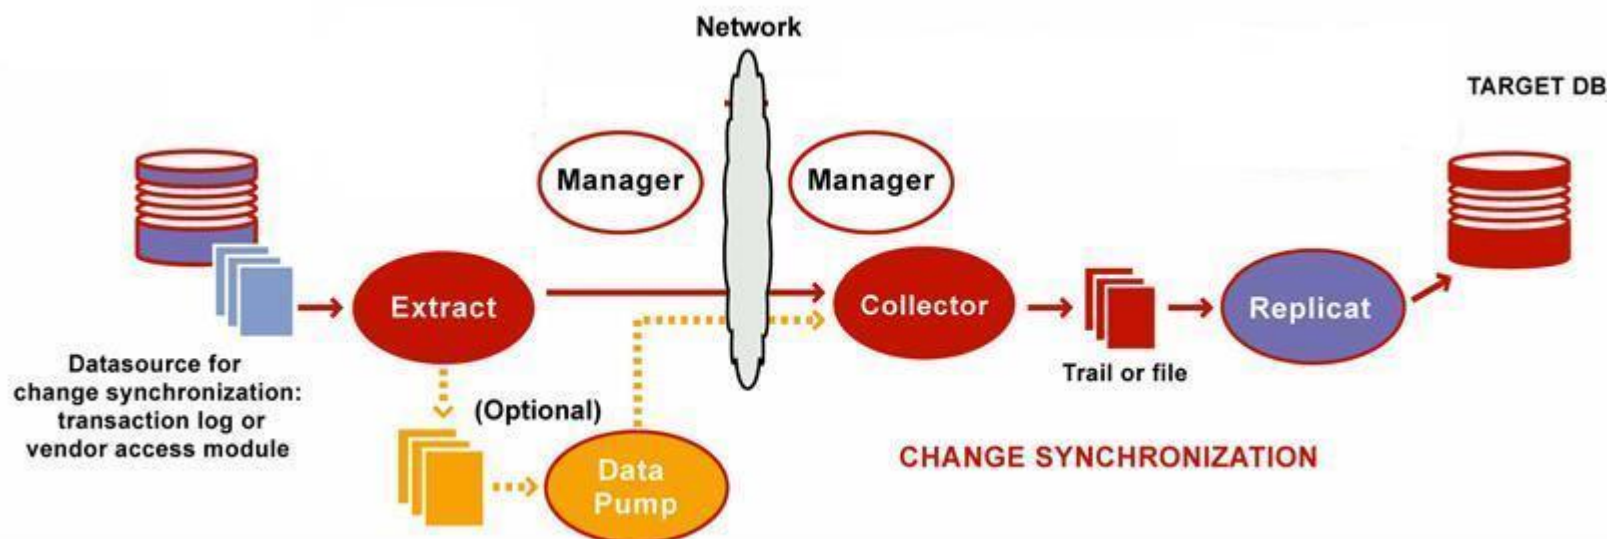 Network
TARGET DB
Manager
Manager
Extract
Collector
Replicat
Datasource for
change synchronization:
transaction log or
vendor access module
Trail or file
(Optional)
CHANGE SYNCHRONIZATION
Data
Pump